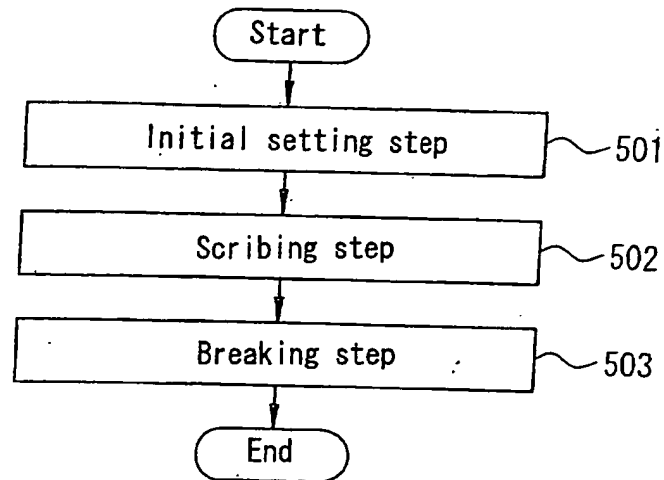 Start
Initial setting step
501
Scribing step
502
Breaking step
503
End